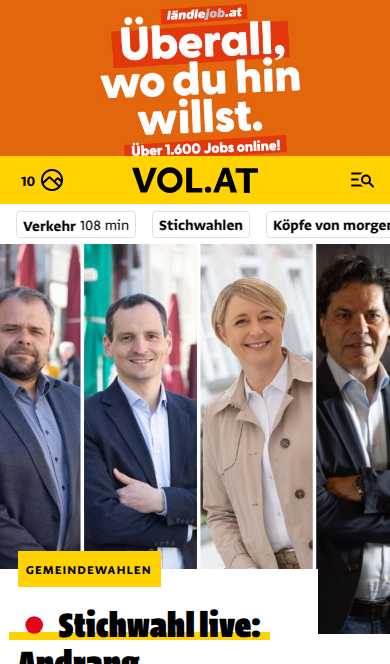 ländlejob.at
Überall,
wo du hin
willst.
Über 1.600 Jobs online!
10
VOL.AT
Verkehr 108 min
Stichwahlen
Köpfe von morgen
GEMEINDEWAHLEN
Stichwahl live:
Andrang